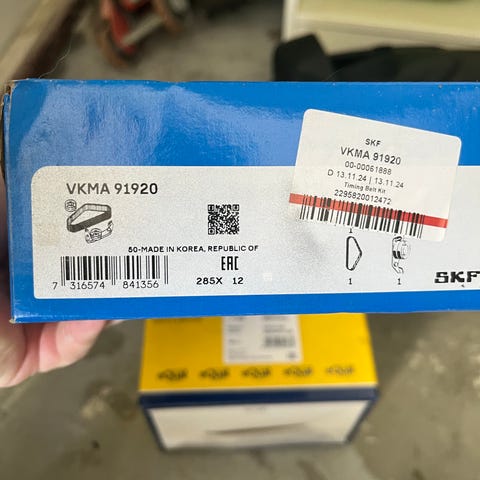 VKMA 91920
50-MADE IN KOREA, REPUBLIC OF
7 316574 841356
EAC
285X 12
SKF
VKMA 91920
00-00061888
D 13.11.24 | 13.11.24
Timing Belt Kit
2295820012472
1
1 1
SKF